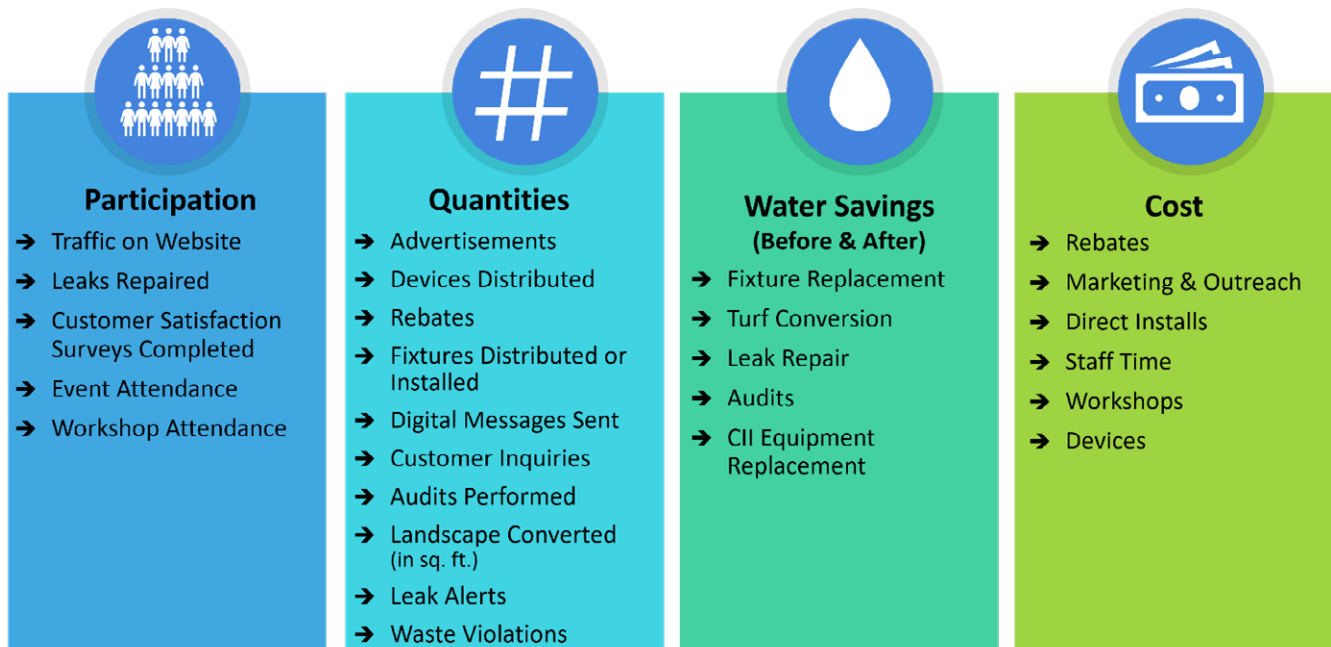 Participation
→ Traffic on Website
→ Leaks Repaired
→ Customer Satisfaction
Surveys Completed
→ Event Attendance
→ Workshop Attendance
Quantities
→ Advertisements
→ Devices Distributed
→ Rebates
→ Fixtures Distributed or
Installed
→ Digital Messages Sent
→ Customer Inquiries
→ Audits Performed
→ Landscape Converted
(in sq. ft.)
→ Leak Alerts
→ Waste Violations
Water Savings
(Before & After)
→ Fixture Replacement
→ Turf Conversion
→ Leak Repair
→ Audits
→ CII Equipment
Replacement
Cost
→ Rebates
→ Marketing & Outreach
→ Direct Installs
→ Staff Time
→ Workshops
→ Devices